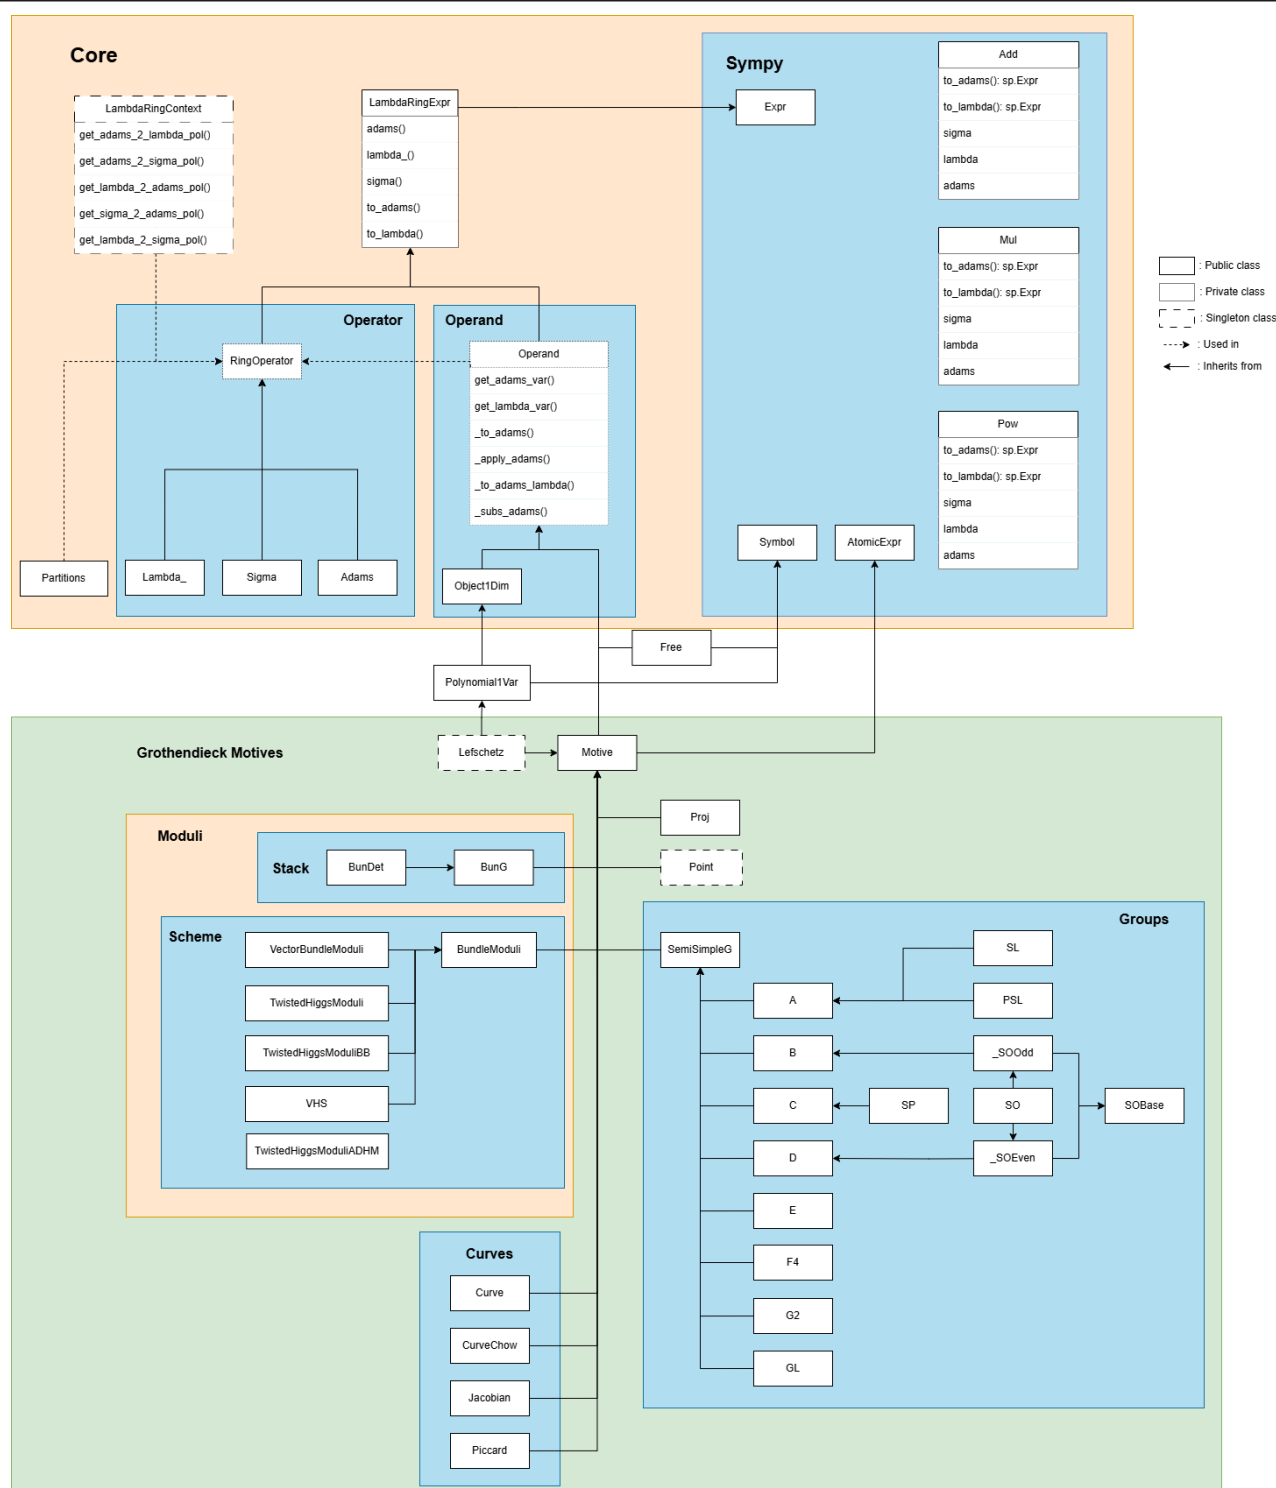 Core
LambdaRingContext
get_adams_2_lambda_pol()
get_adams_2_sigma_pol()
get_lambda_2_adams_pol()
get_sigma_2_adams_pol()
get_lambda_2_sigma_pol()
LambdaRingExpr
adams()
lambda_()
sigma()
to_adams()
to_lambda()
Sympy
Expr
Add
to_adams(): sp.Expr
to_lambda(): sp.Expr
sigma
lambda
adams
Mul
to_adams(): sp.Expr
to_lambda(): sp.Expr
sigma
lambda
adams
Pow
to_adams(): sp.Expr
to_lambda(): sp.Expr
sigma
lambda
adams
Symbol
AtomicExpr
: Public class
: Private class
: Singleton class
: Used in
: Inherits from
Operator
RingOperator
Partitions
Lambda_
Sigma
Adams
Operand
Operand
get_adams_var()
get_lambda_var()
_to_adams()
_apply_adams()
_to_adams_lambda()
_subs_adams()
Object1Dim
Free
Polynomial1Var
Grothendieck Motives
Lefschetz
Motive
Proj
Point
Moduli
Stack
BunDet
BunG
Scheme
VectorBundleModuli
BundleModuli
TwistedHiggsModuli
TwistedHiggsModuliBB
VHS
TwistedHiggsModuliADHM
Groups
SemiSimpleG
SL
A
PSL
B
_SOOdd
C
SP
SO
SOBase
D
_SOEven
E
F4
G2
GL
Curves
Curve
CurveChow
Jacobian
Piccard